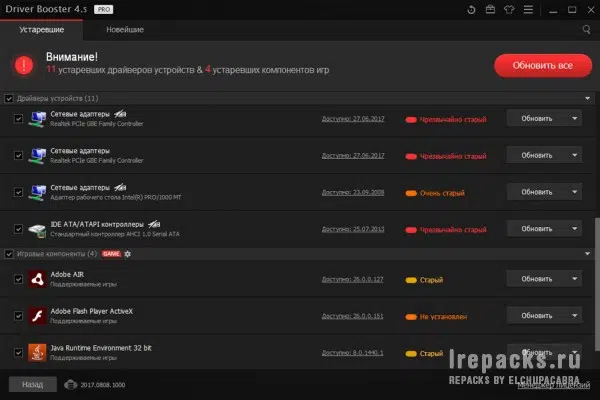 Driver Booster 4.5 PRO
Устаревшие Новейшие
Внимание!
11 устаревших драйверов устройств & 4 устаревших компонентов игр
Обновить все
Драйверы устройств (11)
Сетевые адаптеры
Realtek PCIe GBE Family Controller
Доступно: 27.06.2017 Чрезвычайно старый Обновить
Сетевые адаптеры
Realtek PCIe GBE Family Controller
Доступно: 27.06.2017 Чрезвычайно старый Обновить
Сетевые адаптеры
Адаптер рабочего стола Intel(R) PRO/1000 MT
Доступно: 23.09.2008 Очень старый Обновить
IDE ATA/ATAPI контроллеры
Стандартный контроллер AHCI 1.0 Serial ATA
Доступно: 25.07.2013 Чрезвычайно старый Обновить
Игровые компоненты (4) GAME
Adobe AIR
Поддерживаемые игры
Доступно: 26.0.0.127 Старый Обновить
Adobe Flash Player ActiveX
Поддерживаемые игры
Доступно: 26.0.0.151 Не установлен Обновить
Java Runtime Environment 32 bit
Поддерживаемые игры
Доступно: 8.0.1440.1 Старый Обновить
lrepacks.ru
REPACKS BY ELCHUPACABRA
Назад 2017.0808.1000 Менеджер лицензий